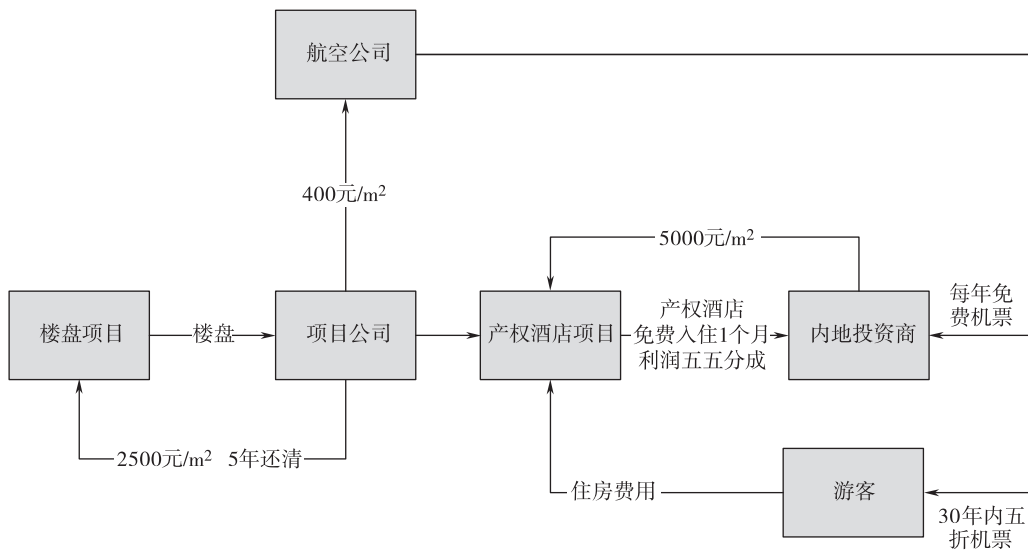 航空公司
400元/m²
5000元/m²
楼盘项目
楼盘
项目公司
产权酒店项目
产权酒店
免费入住1个月
利润五五分成
内地投资商
每年免
费机票
2500元/m² 5年还清
住房费用
游客
30年内五
折机票